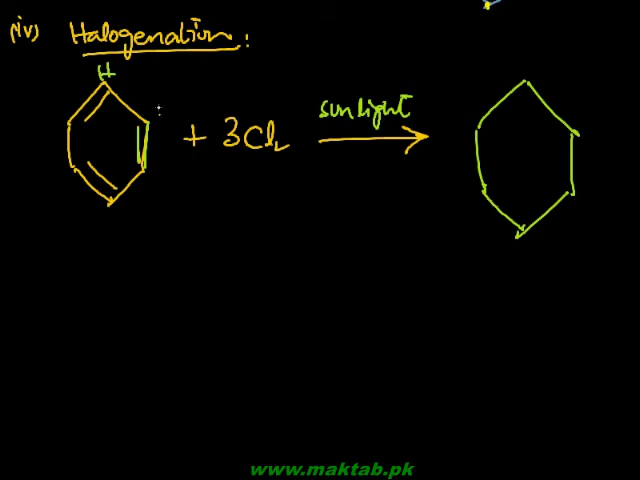 (iv) Halogenation:
H
+ 3Cl₂
sunlight
www.maktab.pk